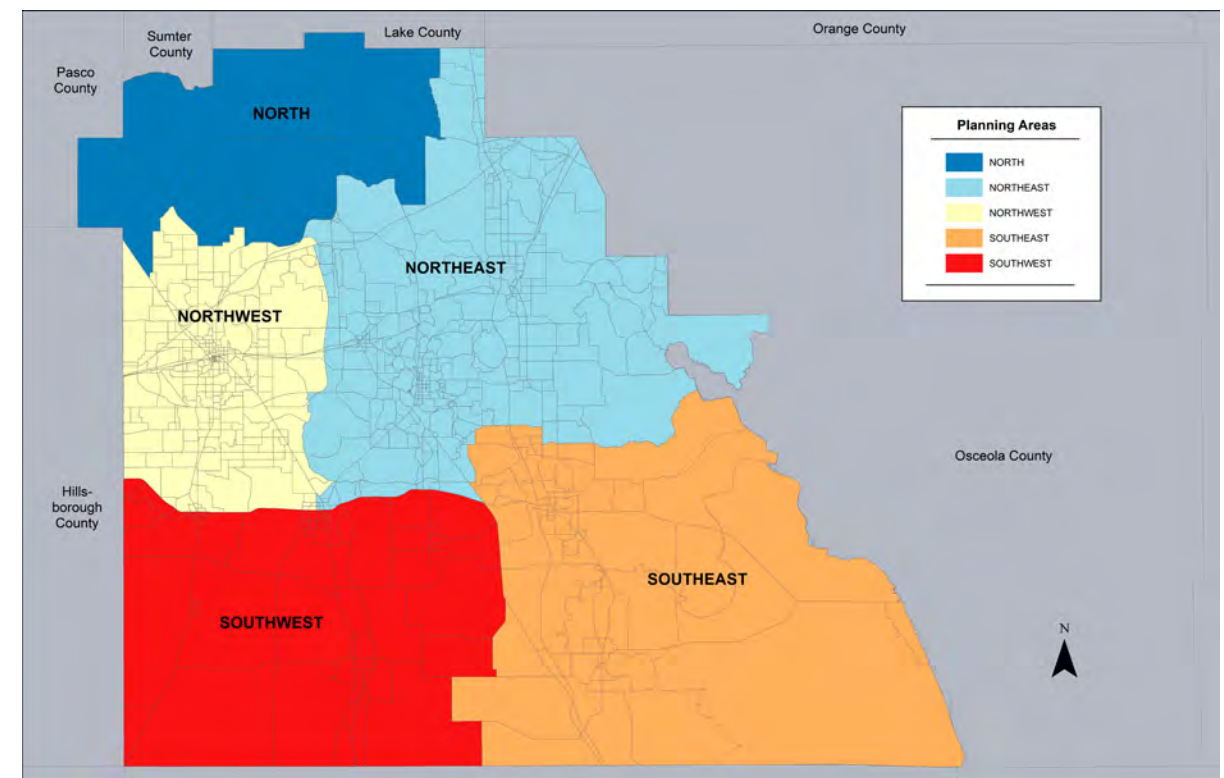 Sumter
County
Lake County
Orange County
Pasco
County
NORTH
Planning Areas
NORTH
NORTHEAST
NORTHWEST
SOUTHEAST
SOUTHWEST
NORTHEAST
NORTHWEST
Osceola County
Hills-
borough
County
SOUTHEAST
SOUTHWEST
N